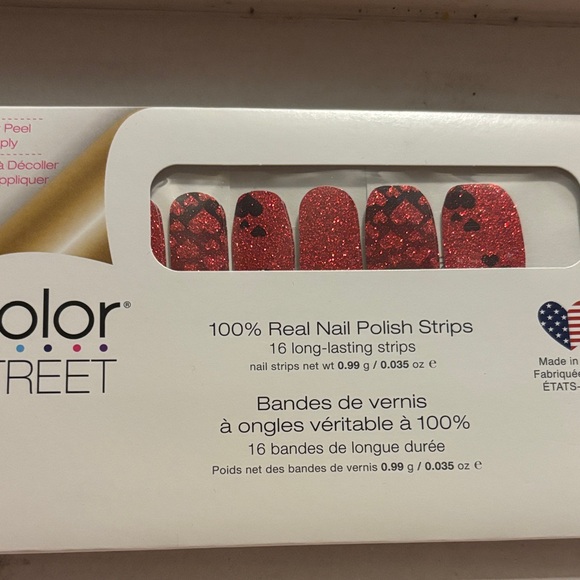 Peel
ply
à Décoller
ppliquer
olor®
TREET
100% Real Nail Polish Strips
16 long-lasting strips
nail strips net wt 0.99 g / 0.035 oz ℮
Bandes de vernis
à ongles véritable à 100%
16 bandes de longue durée
Poids net des bandes de vernis 0.99 g / 0.035 oz ℮
Made in
Fabriquée
ÉTATS-